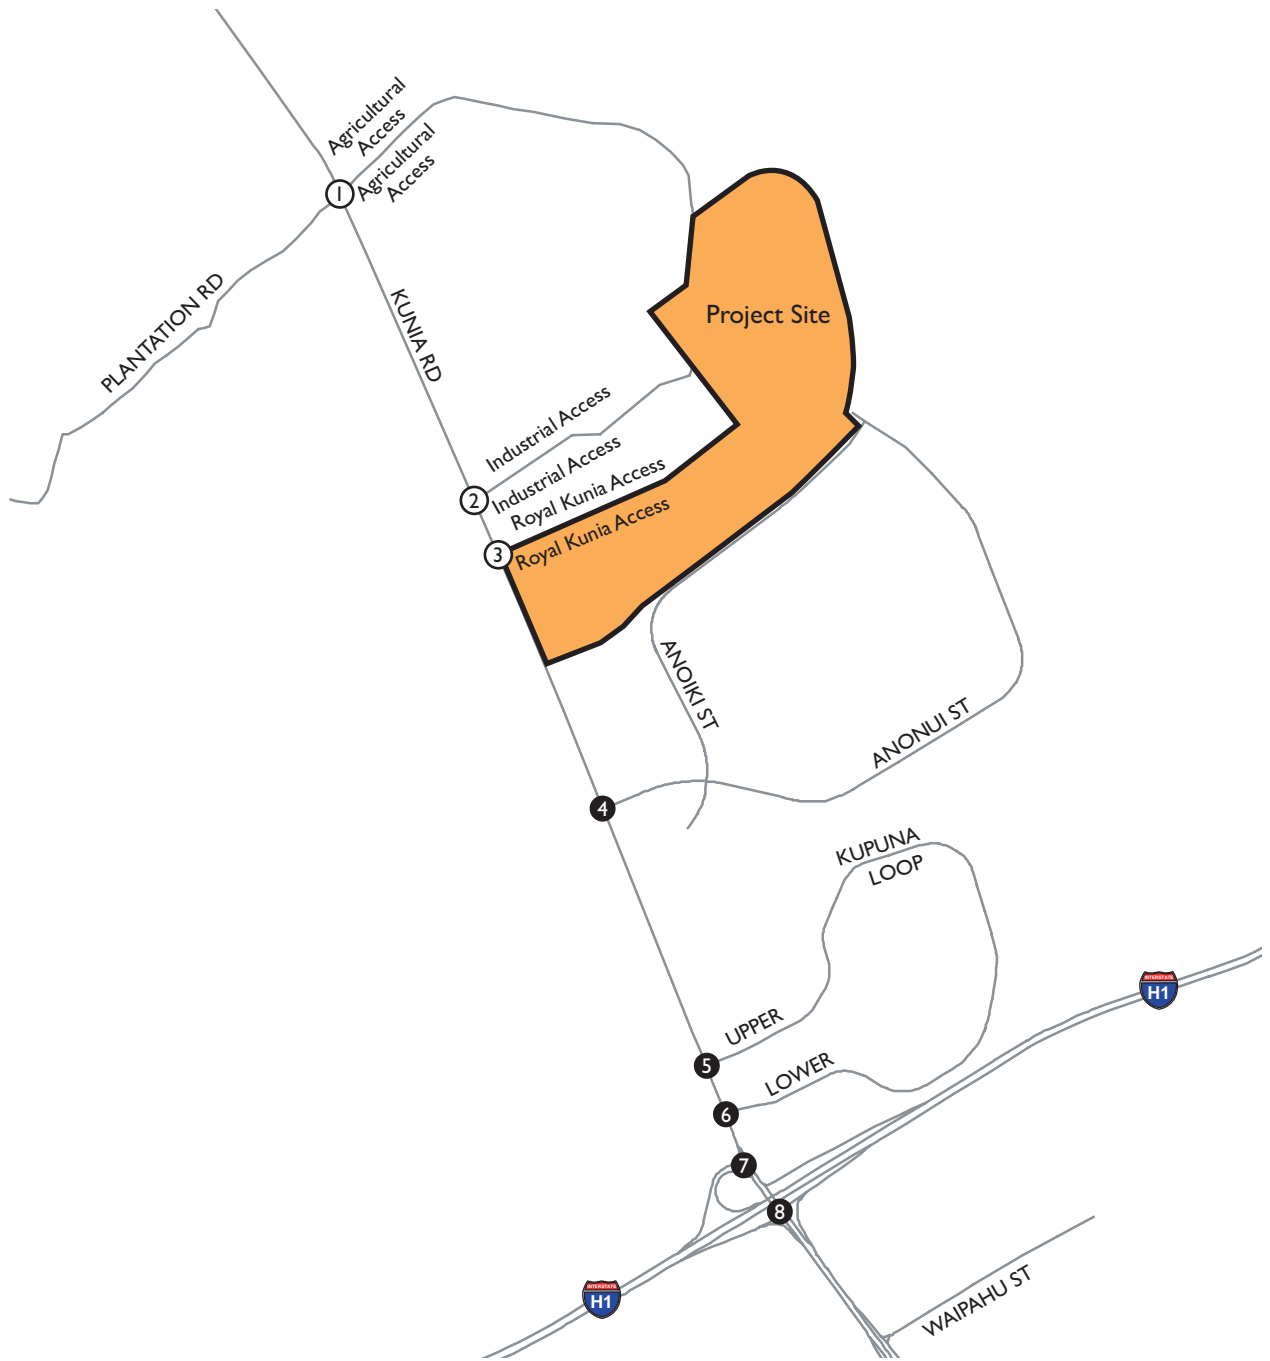 Agricultural
Access
Agricultural
Access
1
PLANTATION RD
KUNIA RD
Project Site
Industrial Access
Industrial Access
2
Royal Kunia Access
Royal Kunia Access
3
ANOIKI ST
ANONUI ST
4
KUPUNA
LOOP
UPPER
5
LOWER
6
7
8
INTERSTATE
H1
INTERSTATE
H1
WAIPAHU ST